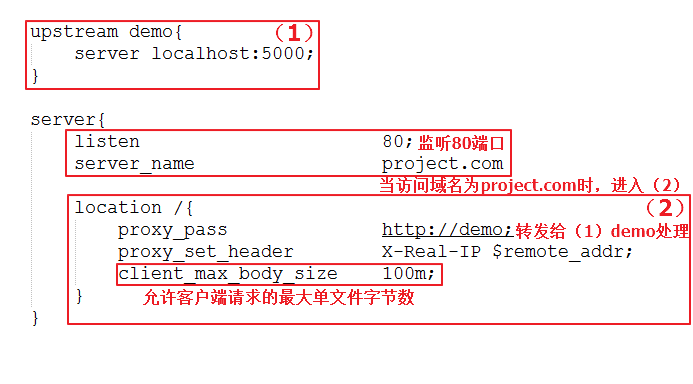 upstream demo{ （1）
server localhost:5000;
}
server{
listen 80; 监听80端口
server_name project.com
当访问域名为project.com时，进入（2）
location /{ （2）
proxy_pass http://demo; 转发给（1）demo处理
proxy_set_header X-Real-IP $remote_addr;
client_max_body_size 100m;
} 允许客户端请求的最大单文件字节数
}